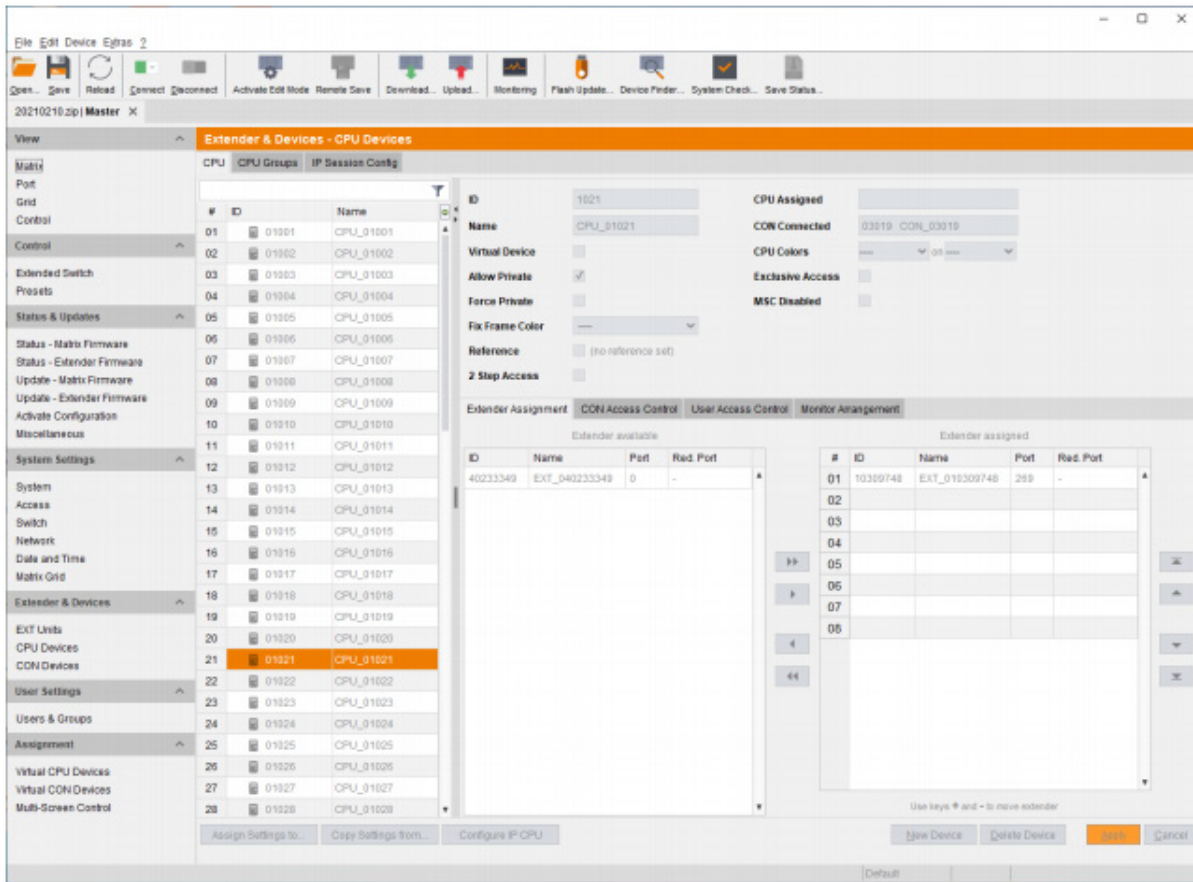 File Edit Device Extras ?
Open... Save Reload Connect Disconnect Activate Edit Mode Remote Save Download... Upload... Monitoring Flash Update... Device Finder... System Check... Save Status...
20210210.zip | Master
View
Matrix
Port
Grid
Control
Control
Extended Switch
Presets
Status & Updates
Status - Matrix Firmware
Status - Extender Firmware
Update - Matrix Firmware
Update - Extender Firmware
Activate Configuration
Miscellaneous
System Settings
System
Access
Switch
Network
Date and Time
Matrix Grid
Extender & Devices
EXT Units
CPU Devices
CON Devices
User Settings
Users & Groups
Assignment
Virtual CPU Devices
Virtual CON Devices
Multi-Screen Control
Extender & Devices - CPU Devices
CPU CPU Groups IP Session Config
# ID Name
01 01001 CPU_01001
02 01002 CPU_01002
03 01003 CPU_01003
04 01004 CPU_01004
05 01005 CPU_01005
06 01006 CPU_01006
07 01007 CPU_01007
08 01008 CPU_01008
09 01009 CPU_01009
10 01010 CPU_01010
11 01011 CPU_01011
12 01012 CPU_01012
13 01013 CPU_01013
14 01014 CPU_01014
15 01015 CPU_01015
16 01016 CPU_01016
17 01017 CPU_01017
18 01018 CPU_01018
19 01019 CPU_01019
20 01020 CPU_01020
21 01021 CPU_01021
22 01022 CPU_01022
23 01023 CPU_01023
24 01024 CPU_01024
25 01025 CPU_01025
26 01026 CPU_01026
27 01027 CPU_01027
28 01028 CPU_01028
ID 1021
Name CPU_01021
Virtual Device
Allow Private
Force Private
Fix Frame Color ----
Reference (no reference set)
2 Step Access
CPU Assigned
CON Connected 03019 CON_03019
CPU Colors ---- on ----
Exclusive Access
MSC Disabled
Extender Assignment CON Access Control User Access Control Monitor Arrangement
Extender available
ID Name Port Red. Port
40233349 EXT_040233349 0 -
Extender assigned
# ID Name Port Red. Port
01 10309748 EXT_010309748 269 -
02
03
04
05
06
07
08
Use keys + and - to move extender
Assign Settings to... Copy Settings from... Configure IP CPU New Device Delete Device Apply Cancel
Default